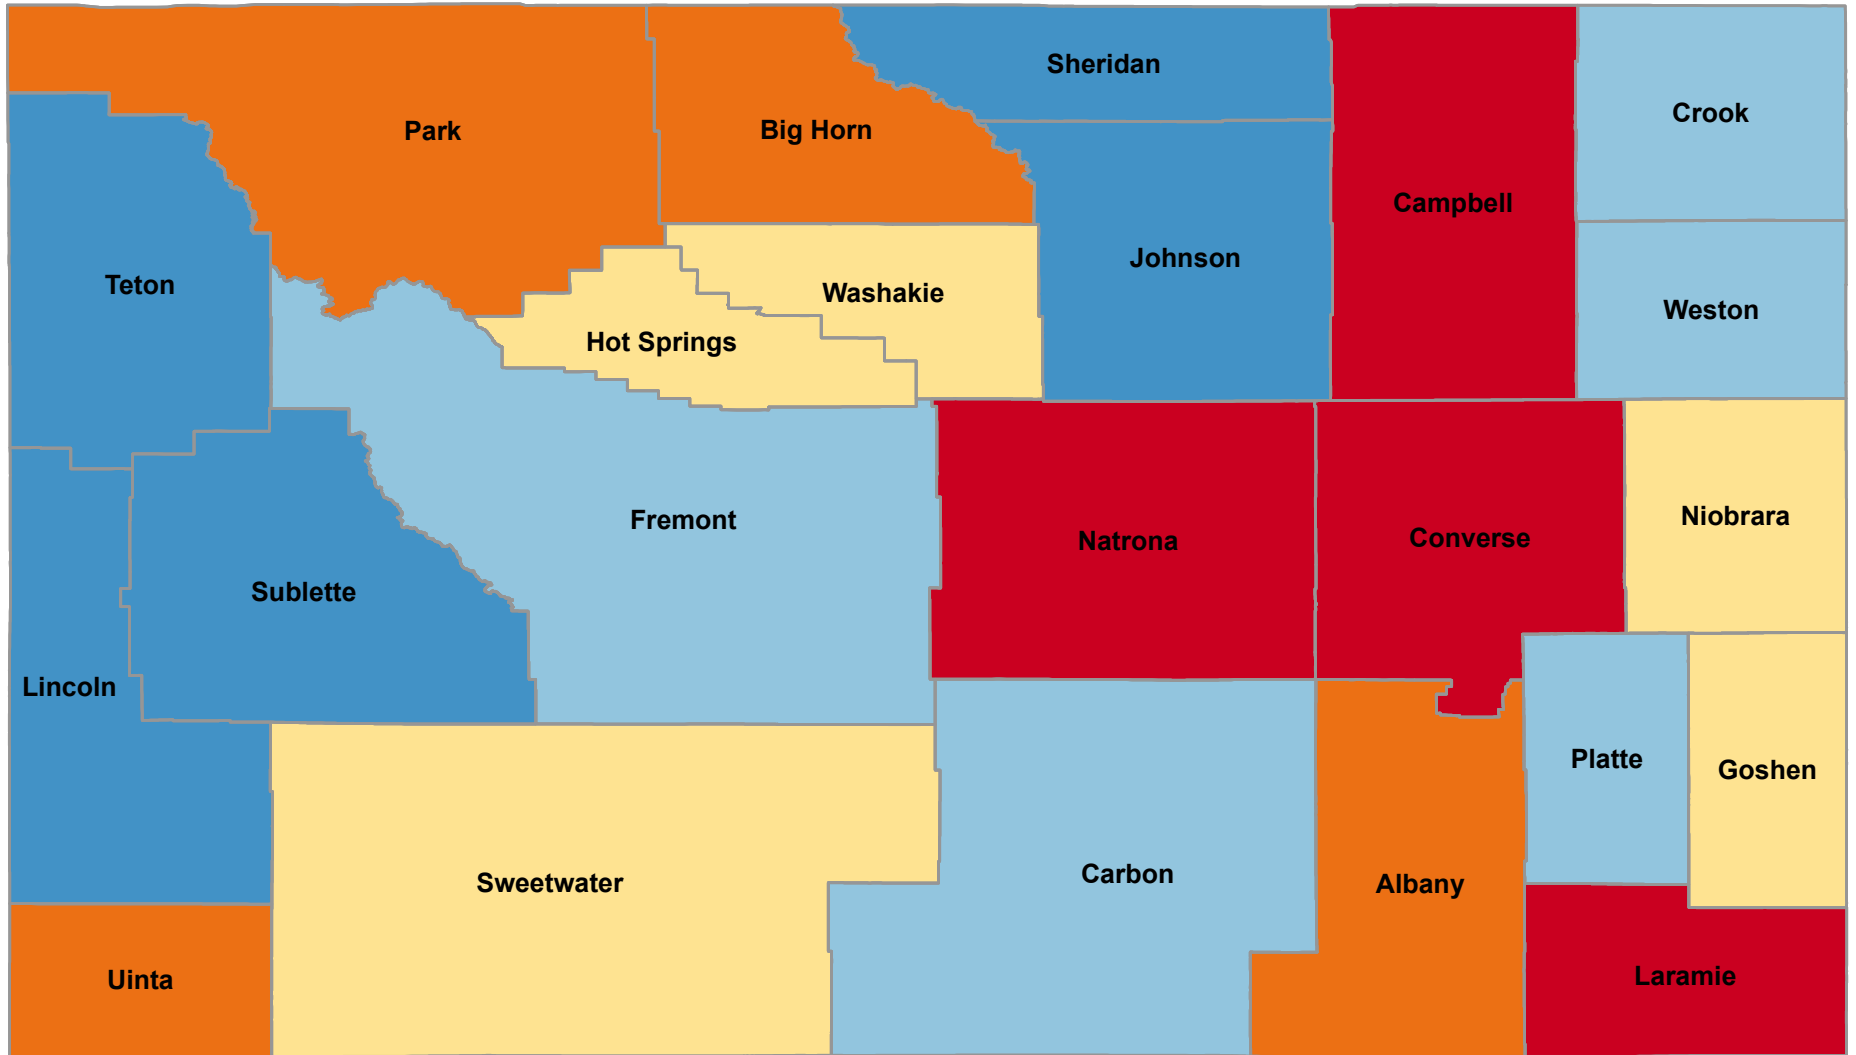 Sheridan
Crook
Park
Big Horn
Campbell
Johnson
Teton
Washakie
Weston
Hot Springs
Niobrara
Fremont
Converse
Natrona
Sublette
Lincoln
Platte
Goshen
Carbon
Sweetwater
Albany
Laramie
Uinta